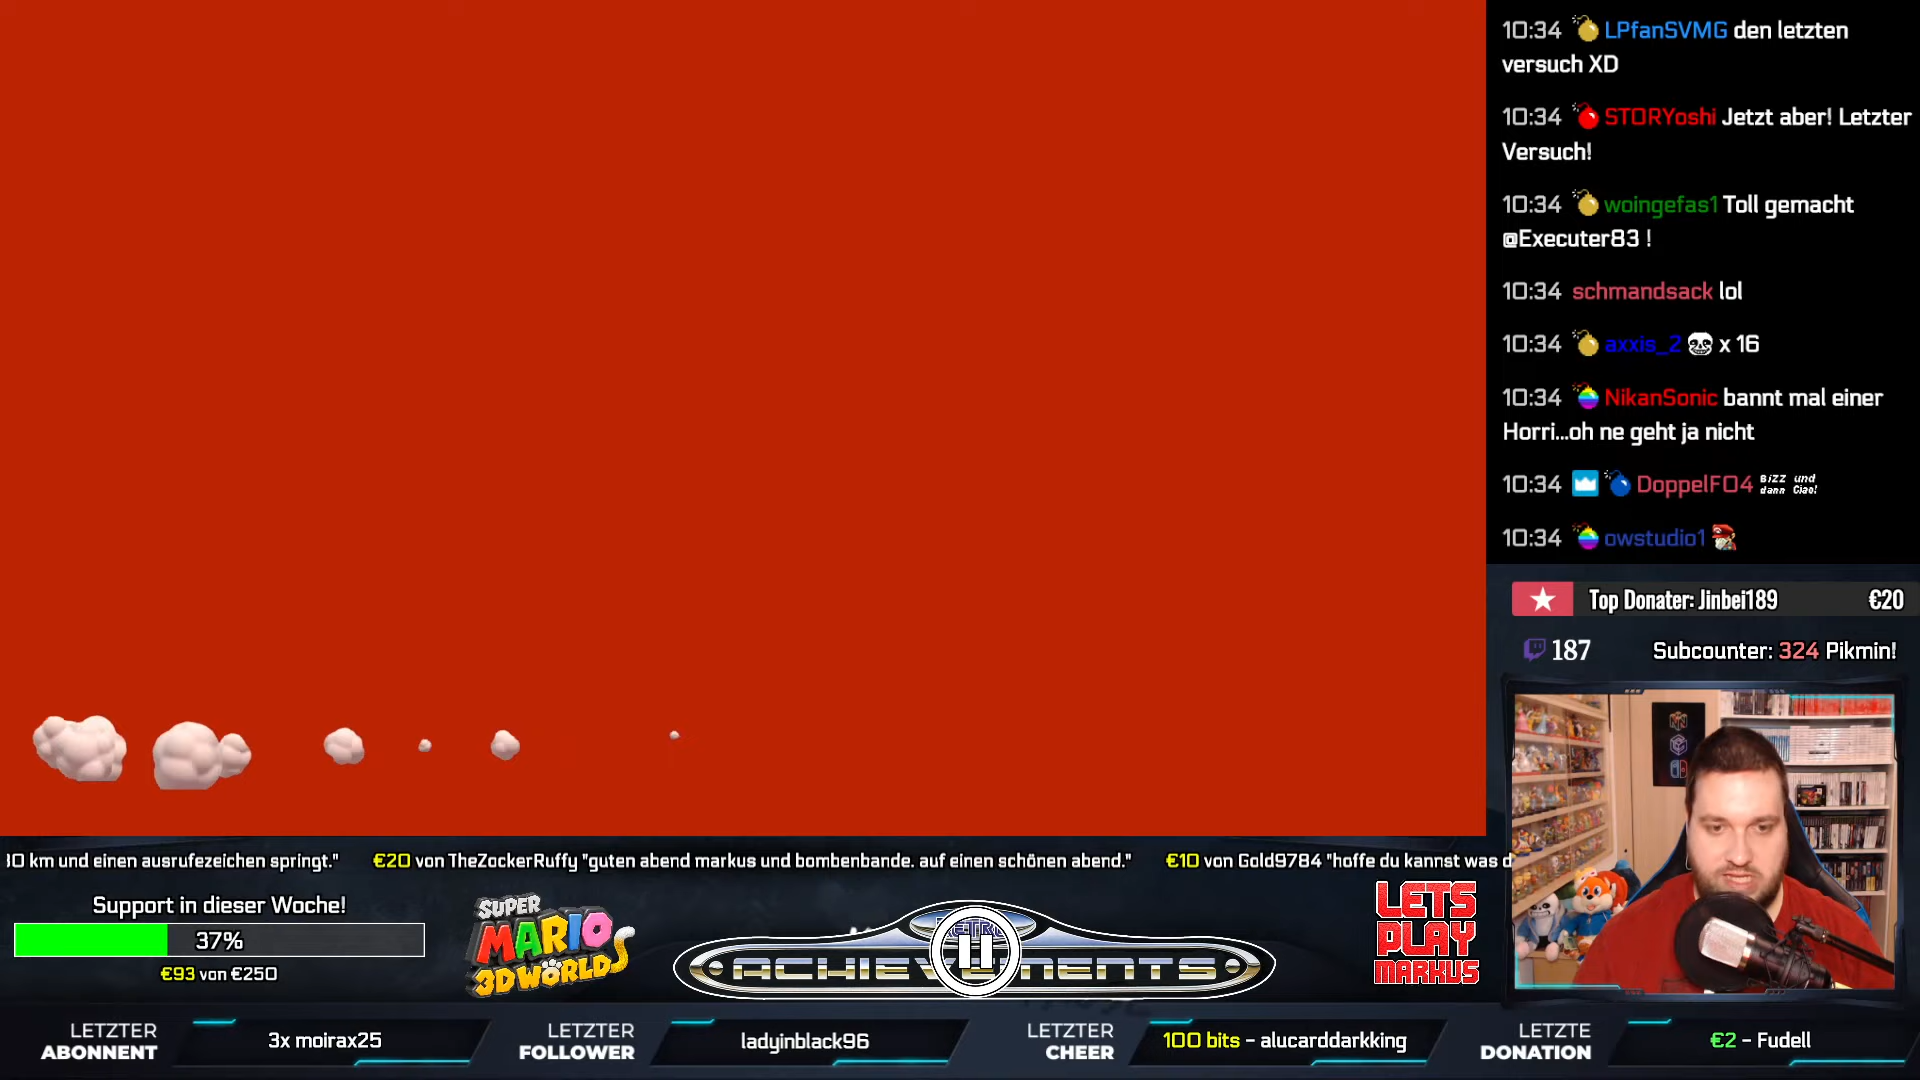 10:34 LPfanSVMG den letzten
versuch XD
10:34 STORYoshi Jetzt aber! Letzter
Versuch!
10:34 woingefas1 Toll gemacht
@Executer83 !
10:34 schmandsack lol
10:34 axxis_2 x 16
10:34 NikanSonic bannt mal einer
Horri...oh ne geht ja nicht
10:34 DoppelF04 BiZZ und
dann Ciao!
10:34 owstudio1
Top Donater: Jinbei189 €20
187 Subcounter: 324 Pikmin!
30 km und einen ausrufezeichen springt." €20 von TheZockerRuffy "guten abend markus und bombenbande. auf einen schönen abend." €10 von Gold9784 "hoffe du kannst was d
Support in dieser Woche!
37%
€93 von €250
SUPER
MARIO
3D WORLD
RETRO
ACHIEVEMENTS
LETS
PLAY
MARKUS
LETZTER
ABONNENT
3x moirax25
LETZTER
FOLLOWER
ladyinblack96
LETZTER
CHEER
100 bits - alucarddarkking
LETZTE
DONATION
€2 - Fudell